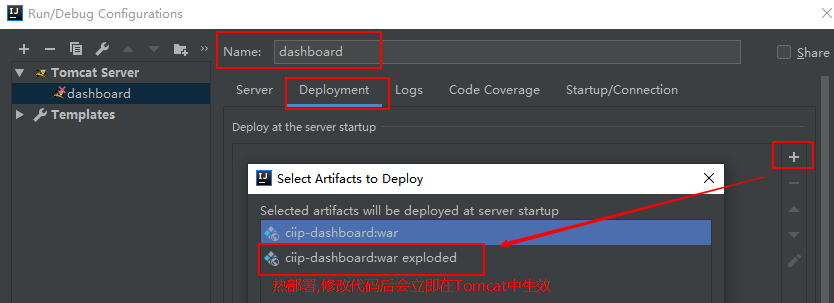 Run/Debug Configurations
Name: dashboard
Share
Tomcat Server
dashboard
Templates
Server Deployment Logs Code Coverage Startup/Connection
Deploy at the server startup
Select Artifacts to Deploy
Selected artifacts will be deployed at server startup
ciip-dashboard:war
ciip-dashboard:war exploded
热部署,修改代码后会立即在Tomcat中生效